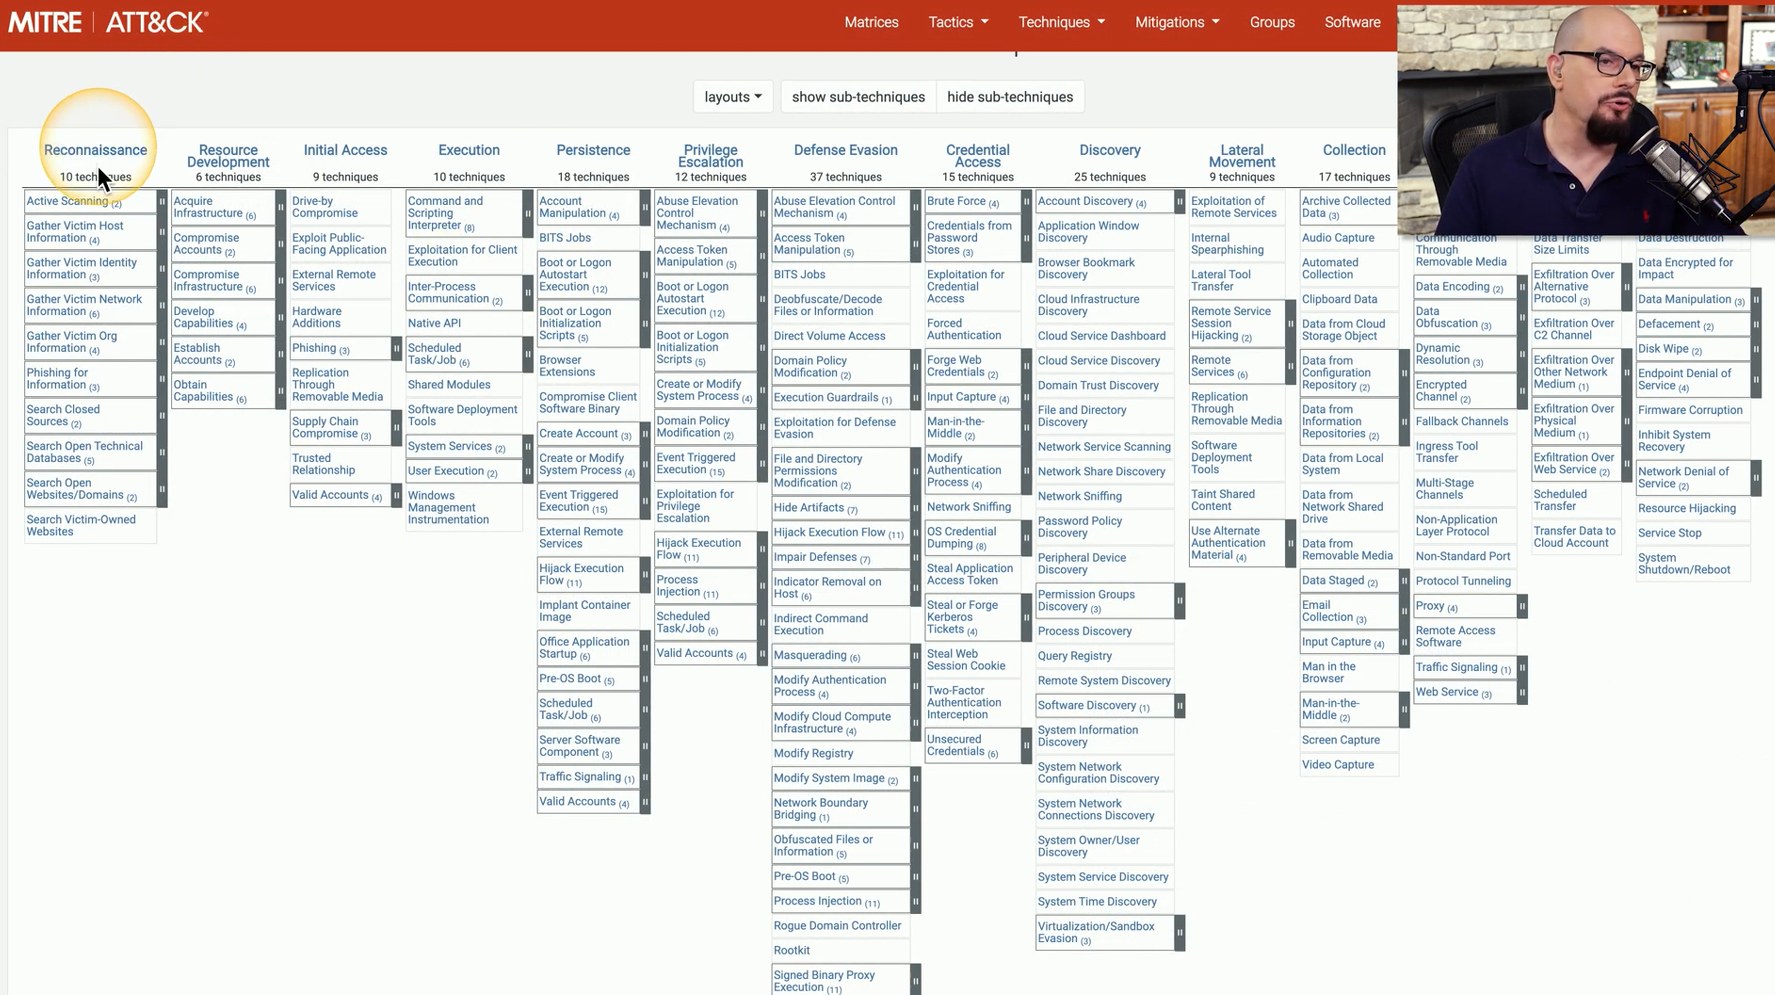 MITRE | ATT&CK®
Matrices
Tactics
Techniques
Mitigations
Groups
Software
layouts
show sub-techniques
hide sub-techniques
Reconnaissance
10 techniques
Active Scanning (2)
Gather Victim Host
Information (4)
Gather Victim Identity
Information (3)
Gather Victim Network
Information (6)
Gather Victim Org
Information (4)
Phishing for
Information (3)
Search Closed
Sources (2)
Search Open Technical
Databases (5)
Search Open
Websites/Domains (2)
Search Victim-Owned
Websites
Resource
Development
6 techniques
Acquire
Infrastructure (6)
Compromise
Accounts (2)
Compromise
Infrastructure (6)
Develop
Capabilities (4)
Establish
Accounts (2)
Obtain
Capabilities (6)
Initial Access
9 techniques
Drive-by
Compromise
Exploit Public-
Facing Application
External Remote
Services
Hardware
Additions
Phishing (3)
Replication
Through
Removable Media
Supply Chain
Compromise (3)
Trusted
Relationship
Valid Accounts (4)
Execution
10 techniques
Command and
Scripting
Interpreter (8)
Exploitation for Client
Execution
Inter-Process
Communication (2)
Native API
Scheduled
Task/Job (6)
Shared Modules
Software Deployment
Tools
System Services (2)
User Execution (2)
Windows
Management
Instrumentation
Persistence
18 techniques
Account
Manipulation (4)
BITS Jobs
Boot or Logon
Autostart
Execution (12)
Boot or Logon
Initialization
Scripts (5)
Browser
Extensions
Compromise Client
Software Binary
Create Account (3)
Create or Modify
System Process (4)
Event Triggered
Execution (15)
External Remote
Services
Hijack Execution
Flow (11)
Implant Container
Image
Office Application
Startup (6)
Pre-OS Boot (5)
Scheduled
Task/Job (6)
Server Software
Component (3)
Traffic Signaling (1)
Valid Accounts (4)
Privilege
Escalation
12 techniques
Abuse Elevation
Control
Mechanism (4)
Access Token
Manipulation (5)
Boot or Logon
Autostart
Execution (12)
Boot or Logon
Initialization
Scripts (5)
Create or Modify
System Process (4)
Domain Policy
Modification (2)
Event Triggered
Execution (15)
Exploitation for
Privilege
Escalation
Hijack Execution
Flow (11)
Process
Injection (11)
Scheduled
Task/Job (6)
Valid Accounts (4)
Defense Evasion
37 techniques
Abuse Elevation Control
Mechanism (4)
Access Token
Manipulation (5)
BITS Jobs
Deobfuscate/Decode
Files or Information
Direct Volume Access
Domain Policy
Modification (2)
Execution Guardrails (1)
Exploitation for Defense
Evasion
File and Directory
Permissions
Modification (2)
Hide Artifacts (7)
Hijack Execution Flow (11)
Impair Defenses (7)
Indicator Removal on
Host (6)
Indirect Command
Execution
Masquerading (6)
Modify Authentication
Process (4)
Modify Cloud Compute
Infrastructure (4)
Modify Registry
Modify System Image (2)
Network Boundary
Bridging (1)
Obfuscated Files or
Information (5)
Pre-OS Boot (5)
Process Injection (11)
Rogue Domain Controller
Rootkit
Signed Binary Proxy
Execution (11)
Credential
Access
15 techniques
Brute Force (4)
Credentials from
Password
Stores (3)
Exploitation for
Credential
Access
Forced
Authentication
Forge Web
Credentials (2)
Input Capture (4)
Man-in-the-
Middle (2)
Modify
Authentication
Process (4)
Network Sniffing
OS Credential
Dumping (8)
Steal Application
Access Token
Steal or Forge
Kerberos
Tickets (4)
Steal Web
Session Cookie
Two-Factor
Authentication
Interception
Unsecured
Credentials (6)
Discovery
25 techniques
Account Discovery (4)
Application Window
Discovery
Browser Bookmark
Discovery
Cloud Infrastructure
Discovery
Cloud Service Dashboard
Cloud Service Discovery
Domain Trust Discovery
File and Directory
Discovery
Network Service Scanning
Network Share Discovery
Network Sniffing
Password Policy
Discovery
Peripheral Device
Discovery
Permission Groups
Discovery (3)
Process Discovery
Query Registry
Remote System Discovery
Software Discovery (1)
System Information
Discovery
System Network
Configuration Discovery
System Network
Connections Discovery
System Owner/User
Discovery
System Service Discovery
System Time Discovery
Virtualization/Sandbox
Evasion (3)
Lateral
Movement
9 techniques
Exploitation of
Remote Services
Internal
Spearphishing
Lateral Tool
Transfer
Remote Service
Session
Hijacking (2)
Remote
Services (6)
Replication
Through
Removable Media
Software
Deployment
Tools
Taint Shared
Content
Use Alternate
Authentication
Material (4)
Collection
17 techniques
Archive Collected
Data (3)
Audio Capture
Automated
Collection
Clipboard Data
Data from Cloud
Storage Object
Data from
Configuration
Repository (2)
Data from
Information
Repositories (2)
Data from Local
System
Data from
Network Shared
Drive
Data from
Removable Media
Data Staged (2)
Email
Collection (3)
Input Capture (4)
Man in the
Browser
Man-in-the-
Middle (2)
Screen Capture
Video Capture
Communication
Through
Removable Media
Data Encoding (2)
Data
Obfuscation (3)
Dynamic
Resolution (3)
Encrypted
Channel (2)
Fallback Channels
Ingress Tool
Transfer
Multi-Stage
Channels
Non-Application
Layer Protocol
Non-Standard Port
Protocol Tunneling
Proxy (4)
Remote Access
Software
Traffic Signaling (1)
Web Service (3)
Data Transfer
Size Limits
Exfiltration Over
Alternative
Protocol (3)
Exfiltration Over
C2 Channel
Exfiltration Over
Other Network
Medium (1)
Exfiltration Over
Physical
Medium (1)
Exfiltration Over
Web Service (2)
Scheduled
Transfer
Transfer Data to
Cloud Account
Data Destruction
Data Encrypted for
Impact
Data Manipulation (3)
Defacement (2)
Disk Wipe (2)
Endpoint Denial of
Service (4)
Firmware Corruption
Inhibit System
Recovery
Network Denial of
Service (2)
Resource Hijacking
Service Stop
System
Shutdown/Reboot